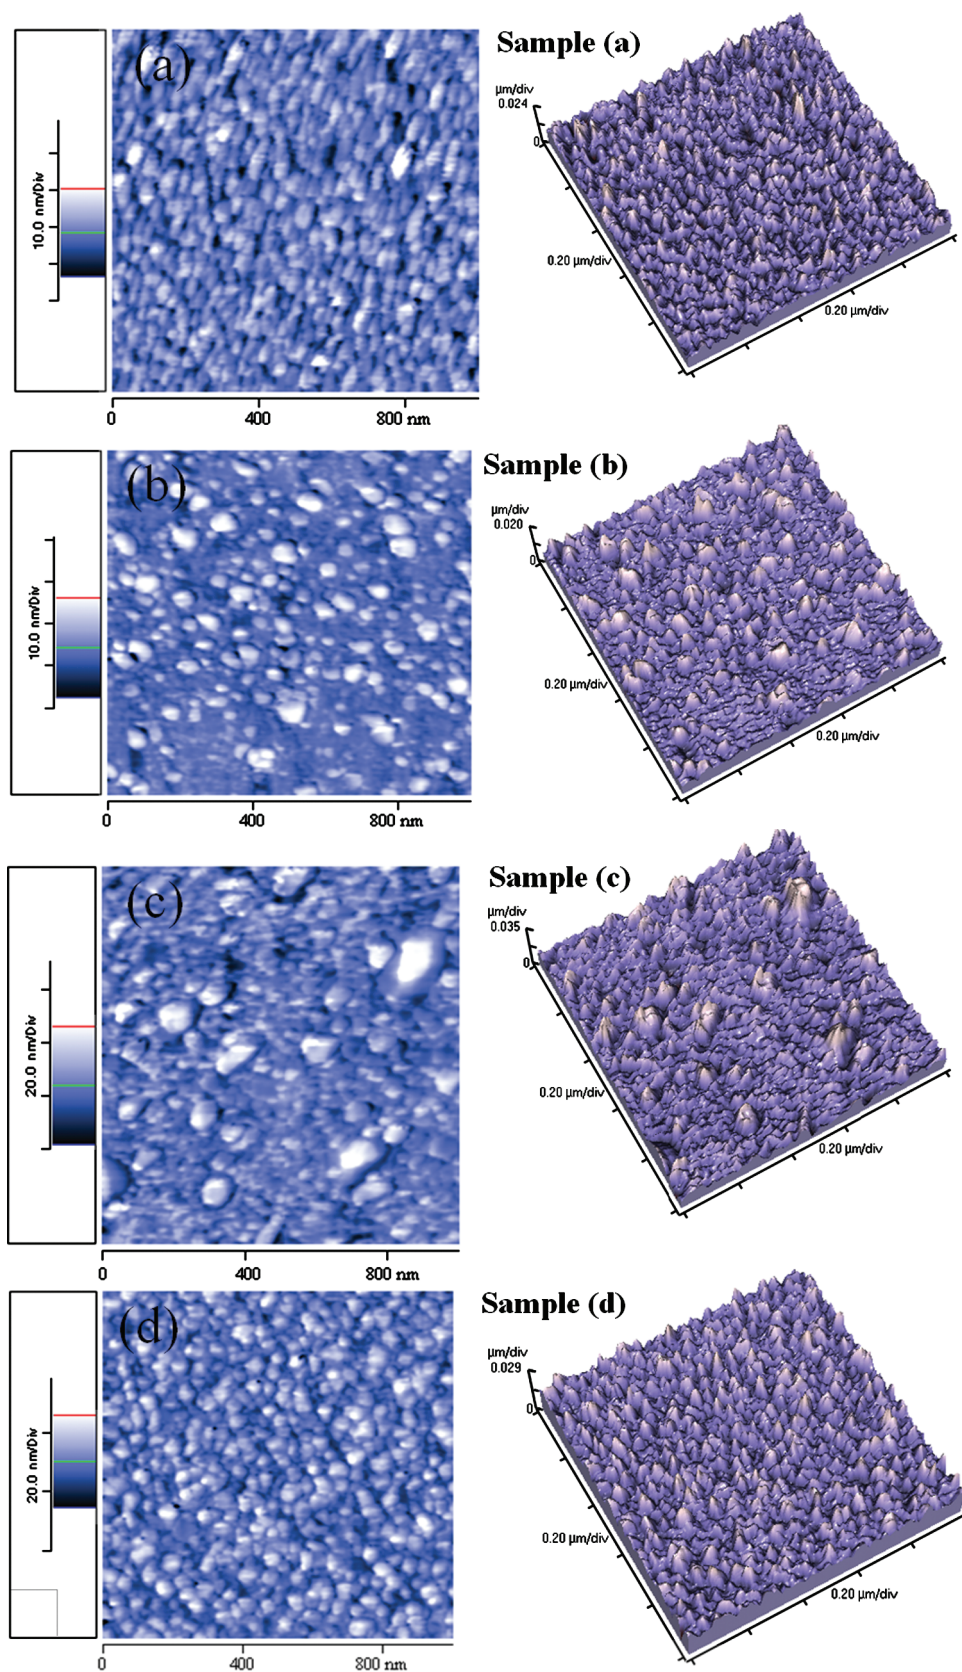 (a)
10.0 nm/Div
0
400
800 nm
Sample (a)
µm/div
0.024
0
0.20 µm/div
0.20 µm/div
(b)
10.0 nm/Div
0
400
800 nm
Sample (b)
µm/div
0.020
0
0.20 µm/div
0.20 µm/div
(c)
20.0 nm/Div
0
400
800 nm
Sample (c)
µm/div
0.035
0
0.20 µm/div
0.20 µm/div
(d)
20.0 nm/Div
0
400
800 nm
Sample (d)
µm/div
0.029
0
0.20 µm/div
0.20 µm/div